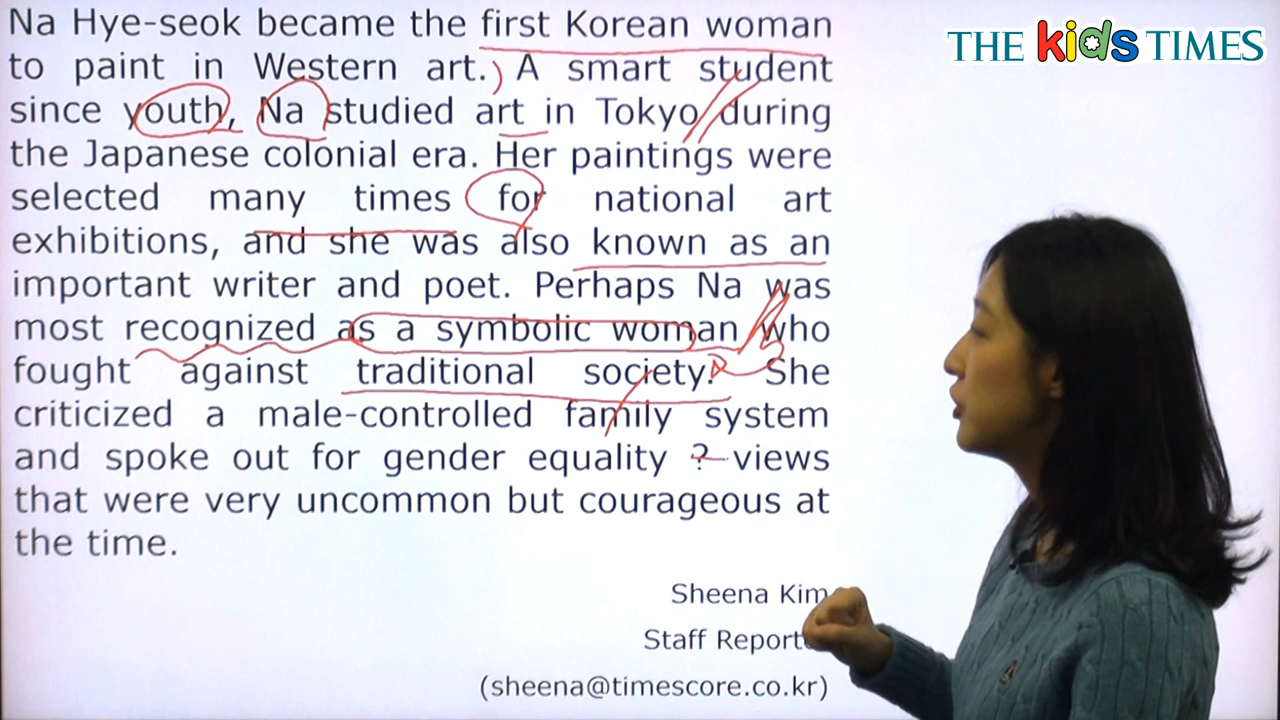 Na Hye-seok became the first Korean woman
to paint in Western art. A smart student
since youth, Na studied art in Tokyo during
the Japanese colonial era. Her paintings were
selected many times for national art
exhibitions, and she was also known as an
important writer and poet. Perhaps Na was
most recognized as a symbolic woman who
fought against traditional society. She
criticized a male-controlled family system
and spoke out for gender equality ? views
that were very uncommon but courageous at
the time.
Sheena Kim
Staff Reporte
(sheena@timescore.co.kr)
THE kids TIMES